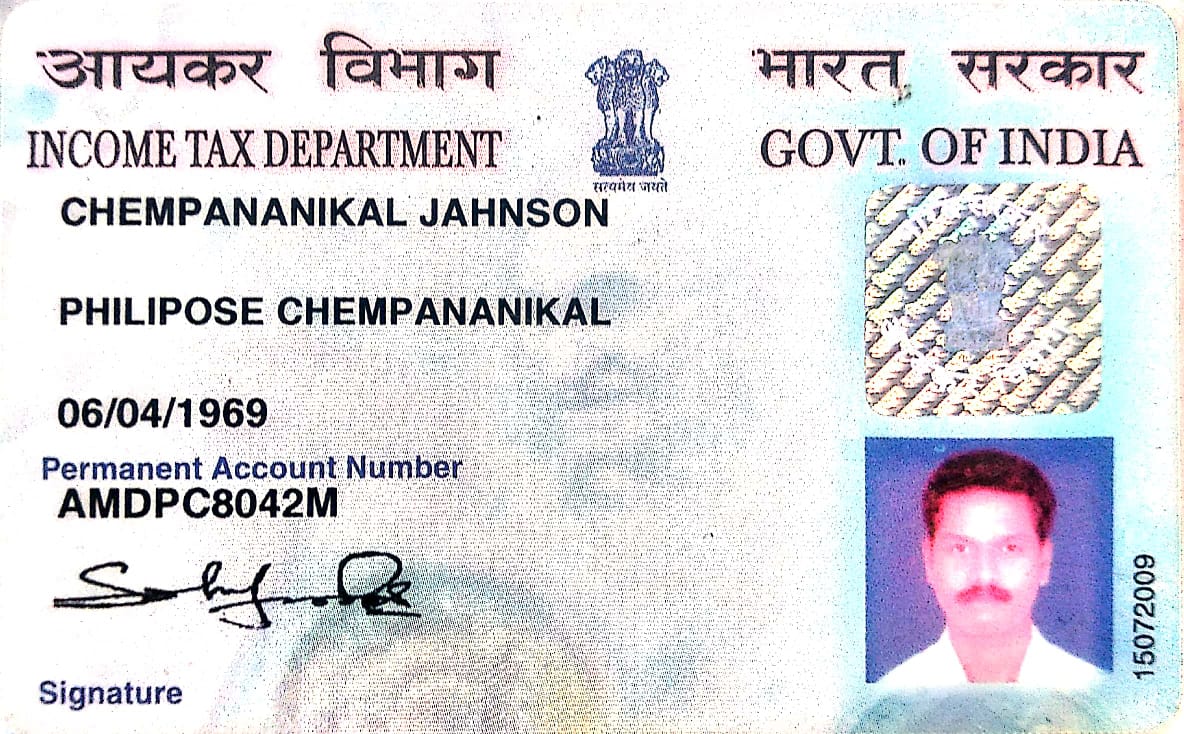 आयकर विभाग
भारत सरकार
INCOME TAX DEPARTMENT
GOVT. OF INDIA
सत्यमेव जयते
CHEMPANANIKAL JAHNSON
PHILIPOSE CHEMPANANIKAL
06/04/1969
Permanent Account Number
AMDPC8042M
Signature
15072009